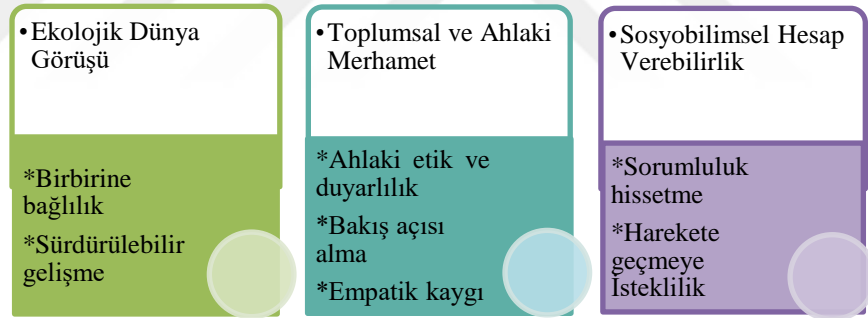 •Ekolojik Dünya
Görüşü
*Birbirine
bağlılık
*Sürdürülebilir
gelişme
•Toplumsal ve Ahlaki
Merhamet
*Ahlaki etik ve
duyarlılık
*Bakış açısı
alma
*Empatik kaygı
•Sosyobilimsel Hesap
Verebilirlik
*Sorumluluk
hissetme
*Harekete
geçmeye
İsteklilik